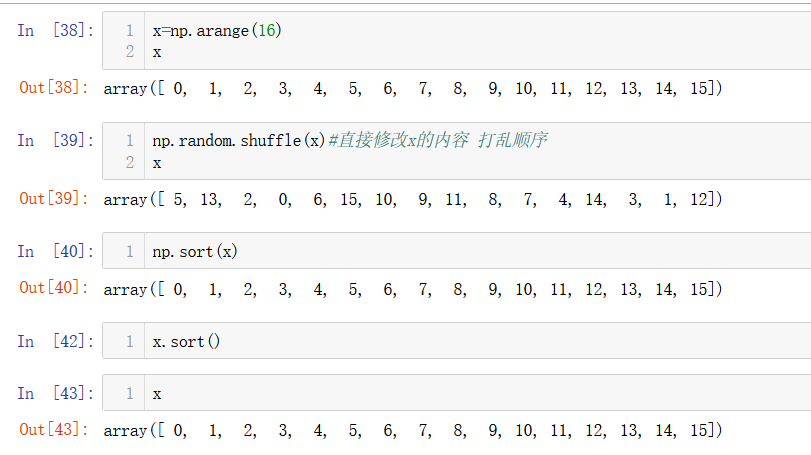 In [38]: 1 x=np.arange(16)
2 x
Out[38]: array([ 0, 1, 2, 3, 4, 5, 6, 7, 8, 9, 10, 11, 12, 13, 14, 15])
In [39]: 1 np.random.shuffle(x)#直接修改x的内容 打乱顺序
2 x
Out[39]: array([ 5, 13, 2, 0, 6, 15, 10, 9, 11, 8, 7, 4, 14, 3, 1, 12])
In [40]: 1 np.sort(x)
Out[40]: array([ 0, 1, 2, 3, 4, 5, 6, 7, 8, 9, 10, 11, 12, 13, 14, 15])
In [42]: 1 x.sort()
In [43]: 1 x
Out[43]: array([ 0, 1, 2, 3, 4, 5, 6, 7, 8, 9, 10, 11, 12, 13, 14, 15])